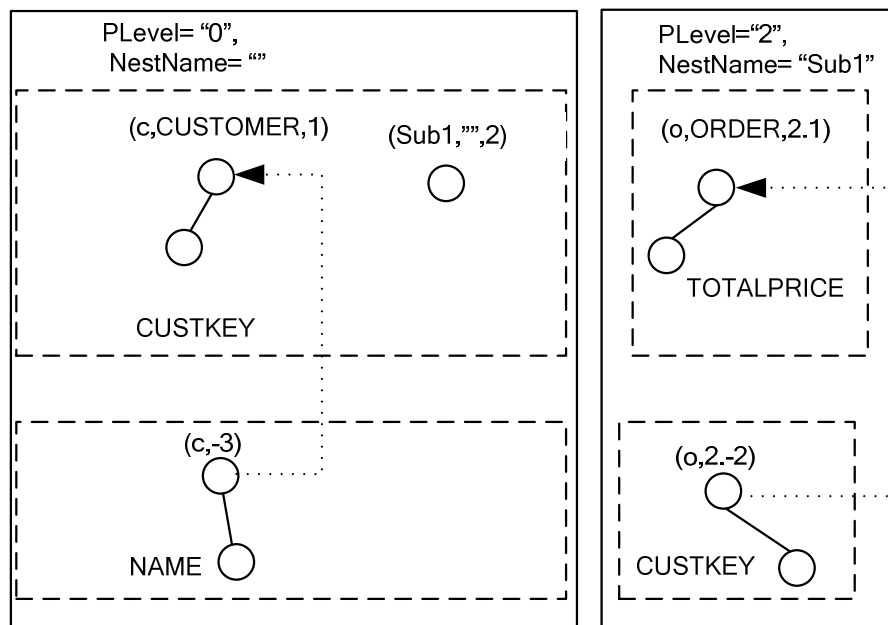 PLevel= “0”,
NestName= “”
(c,CUSTOMER,1)
(Sub1,””,2)
CUSTKEY
(c,-3)
NAME
PLevel=“2”,
NestName= “Sub1”
(o,ORDER,2.1)
TOTALPRICE
(o,2.-2)
CUSTKEY